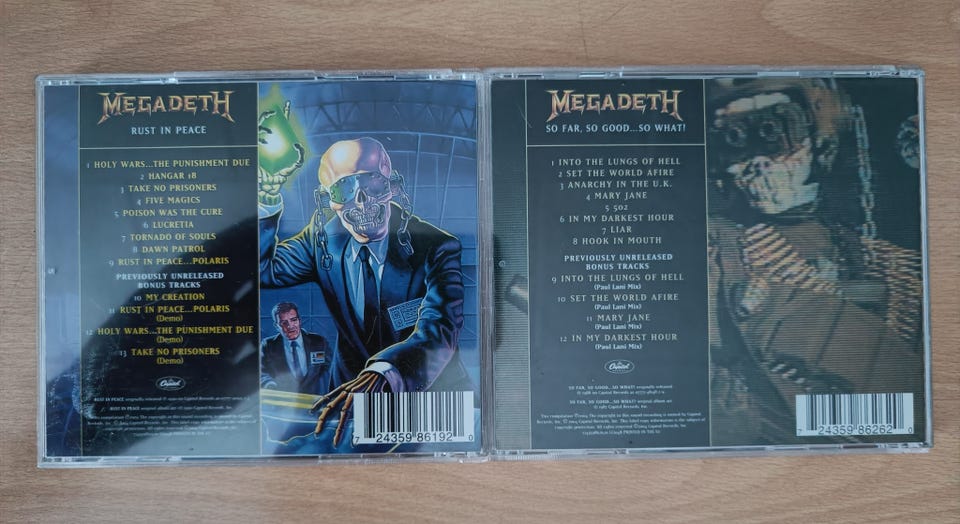 MEGADETH
RUST IN PEACE
1 HOLY WARS...THE PUNISHMENT DUE
2 HANGAR 18
3 TAKE NO PRISONERS
4 FIVE MAGICS
5 POISON WAS THE CURE
6 LUCRETIA
7 TORNADO OF SOULS
8 DAWN PATROL
9 RUST IN PEACE...POLARIS
PREVIOUSLY UNRELEASED
BONUS TRACKS
10 MY CREATION
11 RUST IN PEACE...POLARIS
(Demo)
12 HOLY WARS...THE PUNISHMENT DUE
(Demo)
13 TAKE NO PRISONERS
(Demo)
Capitol
7 24359 86192 0
MEGADETH
SO FAR, SO GOOD...SO WHAT!
1 INTO THE LUNGS OF HELL
2 SET THE WORLD AFIRE
3 ANARCHY IN THE U.K.
4 MARY JANE
5 502
6 IN MY DARKEST HOUR
7 LIAR
8 HOOK IN MOUTH
PREVIOUSLY UNRELEASED
BONUS TRACKS
9 INTO THE LUNGS OF HELL
(Paul Lani Mix)
10 SET THE WORLD AFIRE
(Paul Lani Mix)
11 MARY JANE
(Paul Lani Mix)
12 IN MY DARKEST HOUR
(Paul Lani Mix)
Capitol
7 24359 86262 0